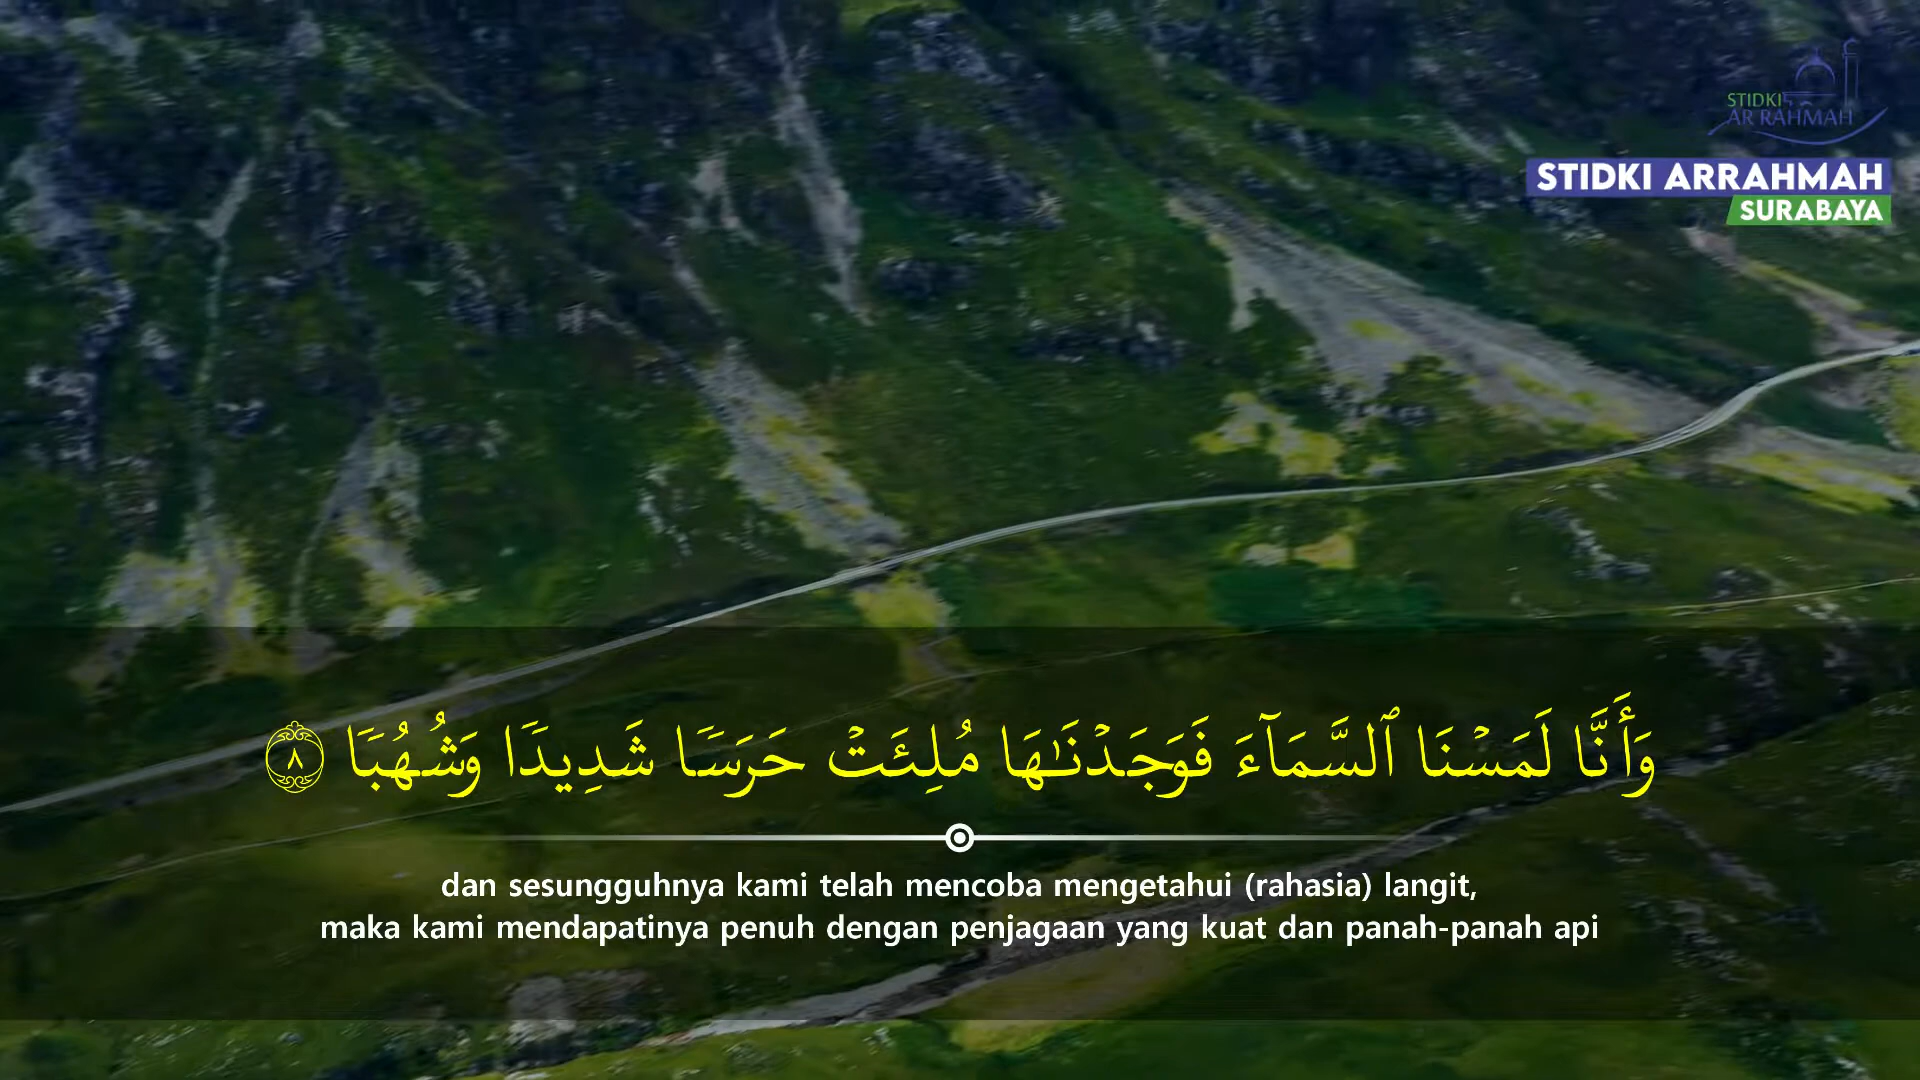 STIDKI
AR RAHMAH
STIDKI ARRAHMAH
SURABAYA
وَأَنَّا لَمَسْنَا ٱلسَّمَآءَ فَوَجَدْنَـٰهَا مُلِئَتْ حَرَسًا شَدِيدًا وَشُهُبًا ٨
dan sesungguhnya kami telah mencoba mengetahui (rahasia) langit,
maka kami mendapatinya penuh dengan penjagaan yang kuat dan panah-panah api